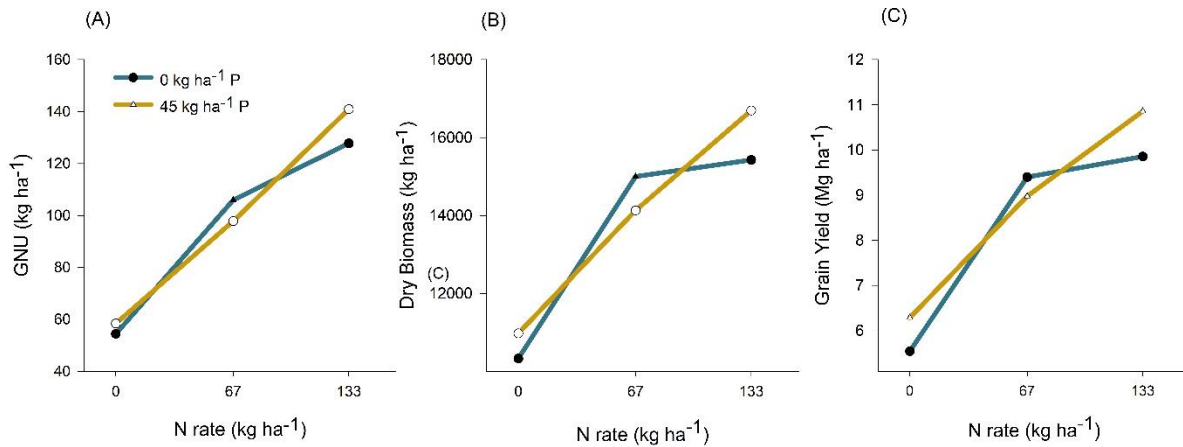 (A)
GNU (kg ha⁻¹)
160
140
120
100
80
60
40
0 kg ha⁻¹ P
45 kg ha⁻¹ P
0 67 133
N rate (kg ha⁻¹)
(B)
Dry Biomass (kg ha⁻¹)
(C)
18000
16000
14000
12000
0 67 133
N rate (kg ha⁻¹)
(C)
Grain Yield (Mg ha⁻¹)
12
11
10
9
8
7
6
0 67 133
N rate (kg ha⁻¹)